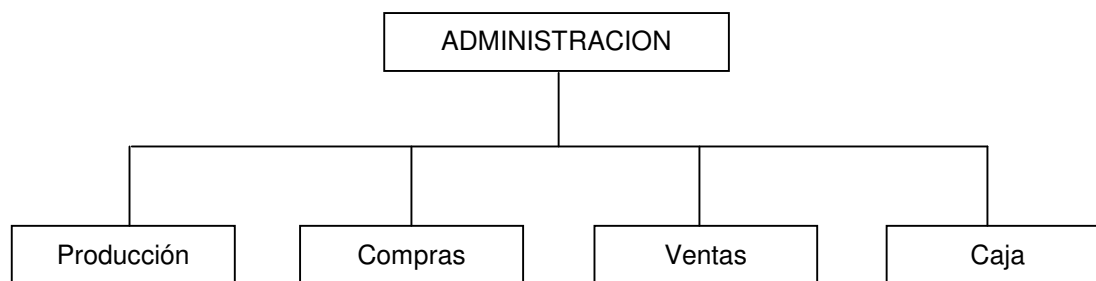 ADMINISTRACION
Producción
Compras
Ventas
Caja